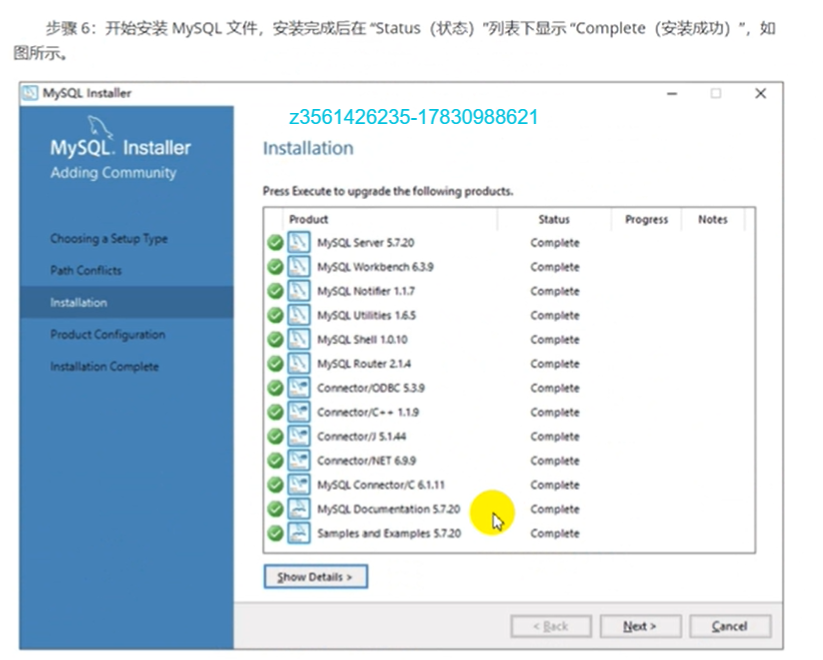 步骤 6：开始安装 MySQL 文件，安装完成后在 “Status（状态）”列表下显示 “Complete（安装成功）”，如
图所示。
MySQL Installer
z3561426235-17830988621
MySQL. Installer
Adding Community
Choosing a Setup Type
Path Conflicts
Installation
Product Configuration
Installation Complete
Installation
Press Execute to upgrade the following products.
Product Status Progress Notes
MySQL Server 5.7.20 Complete
MySQL Workbench 6.3.9 Complete
MySQL Notifier 1.1.7 Complete
MySQL Utilities 1.6.5 Complete
MySQL Shell 1.0.10 Complete
MySQL Router 2.1.4 Complete
Connector/ODBC 5.3.9 Complete
Connector/C++ 1.1.9 Complete
Connector/J 5.1.44 Complete
Connector/NET 6.9.9 Complete
MySQL Connector/C 6.1.11 Complete
MySQL Documentation 5.7.20 Complete
Samples and Examples 5.7.20 Complete
Show Details >
< Back Next > Cancel